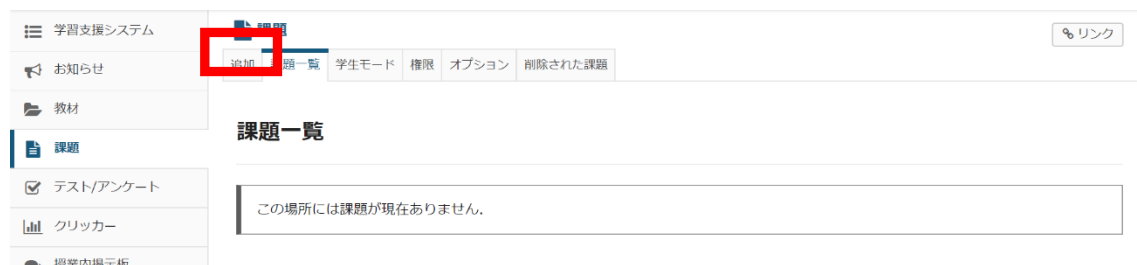 学習支援システム
お知らせ
教材
課題
テスト/アンケート
クリッカー
課題
リンク
追加
課題一覧
学生モード
権限
オプション
削除された課題
課題一覧
この場所には課題が現在ありません.